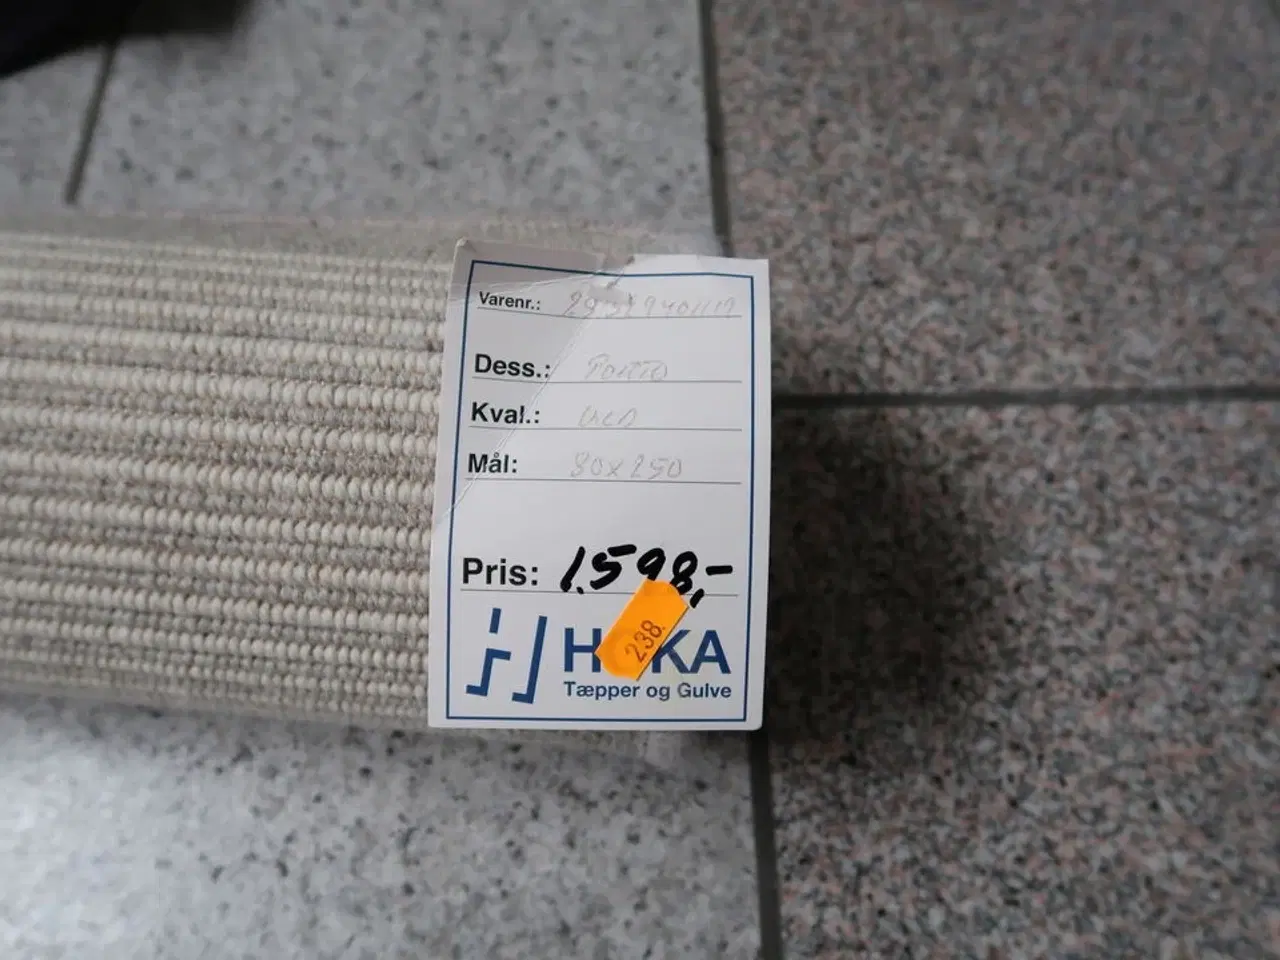 Varenr.:
Dess.:
Kval.:
Mål: 80x250
Pris: 1.598,-
238.
H KA
Tæpper og Gulve